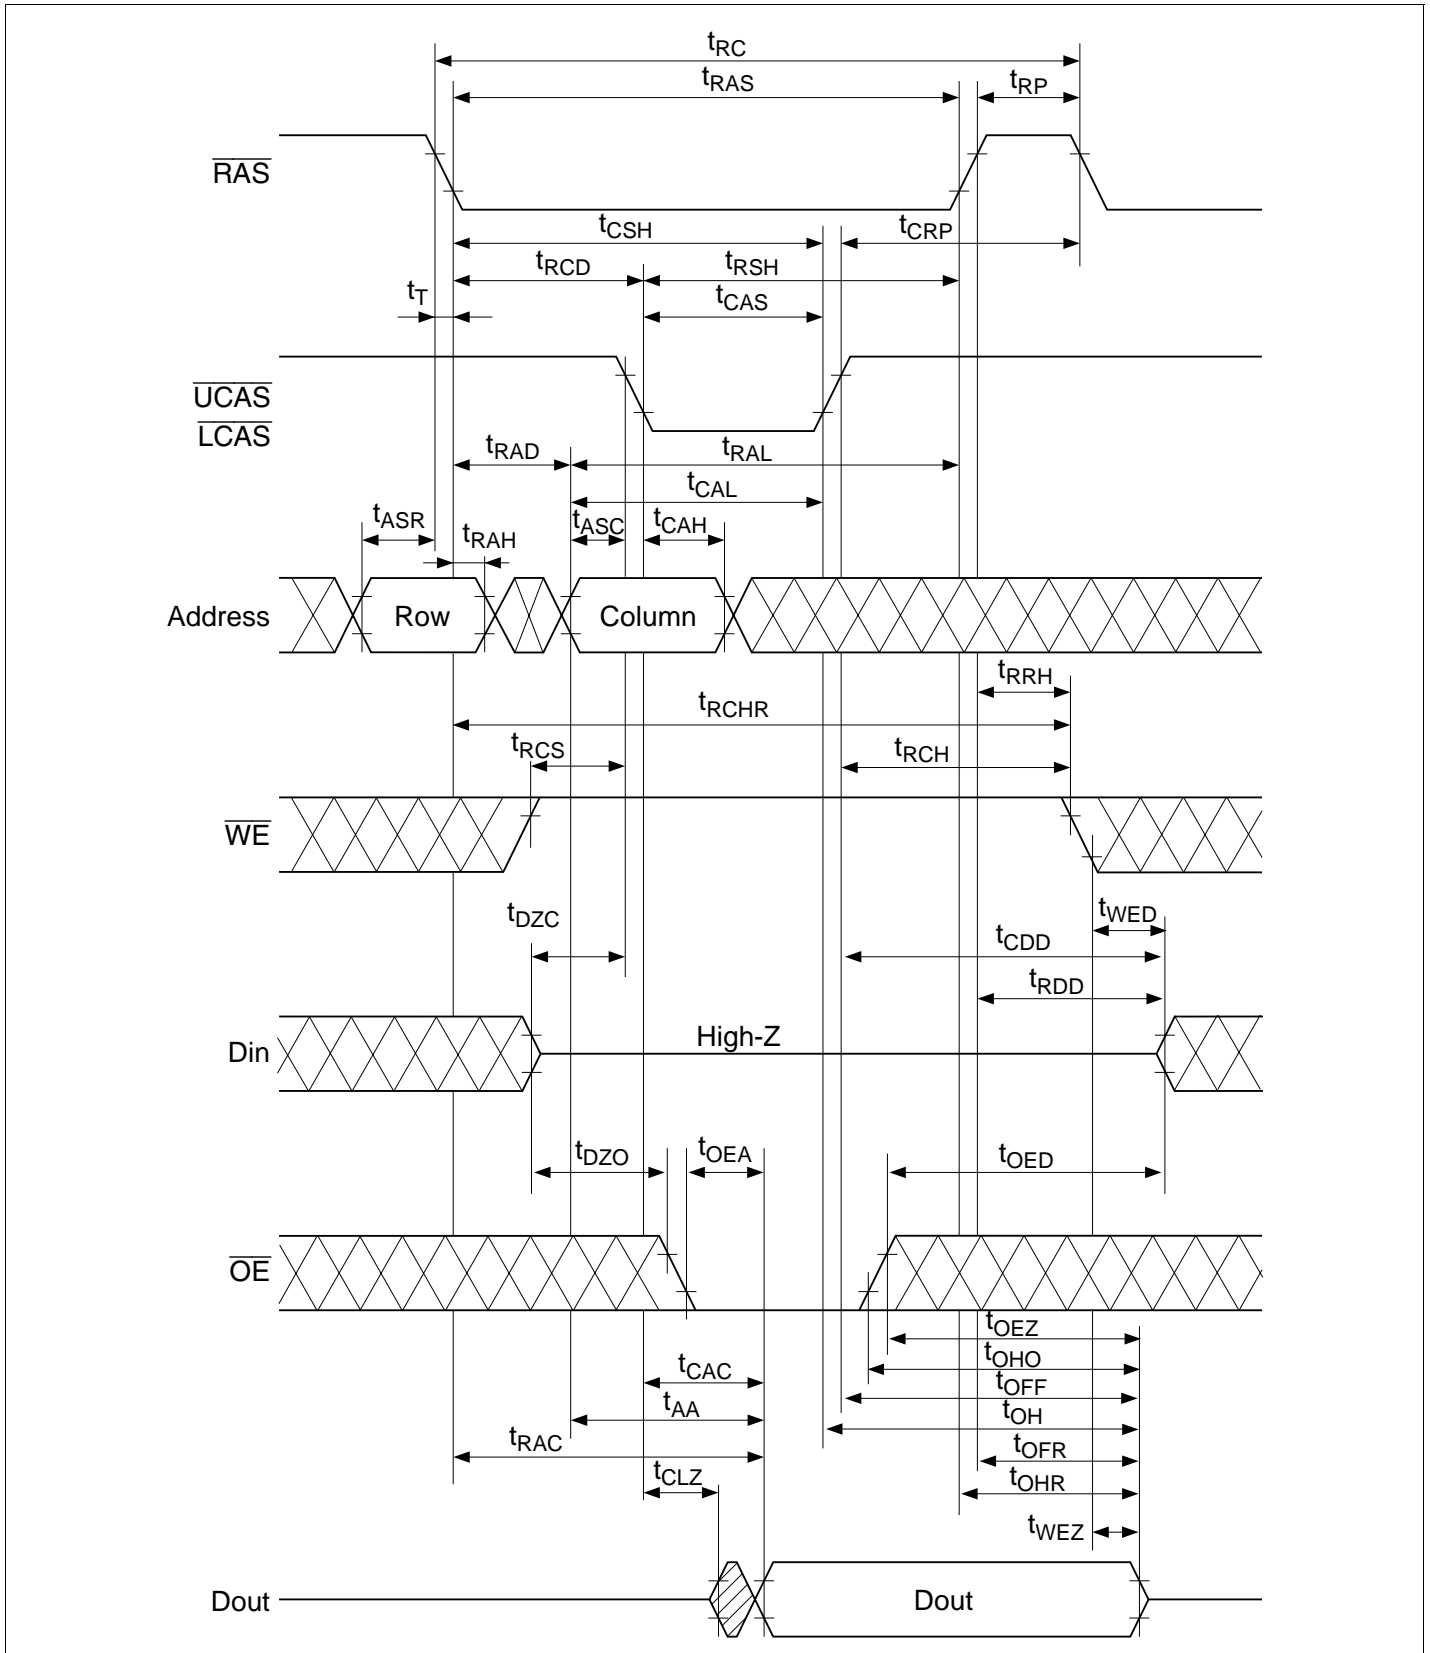 tRC
tRAS
tRP
RAS
tCSH
tCRP
tRCD
tRSH
tT
tCAS
UCAS
LCAS
tRAD
tRAL
tCAL
tASR
tRAH
tASC
tCAH
Address
Row
Column
tRRH
tRCHR
tRCS
tRCH
WE
tDZC
tWED
tCDD
tRDD
Din
High-Z
tDZO
tOEA
tOED
OE
tOEZ
tOHO
tCAC
tOFF
tAA
tOH
tRAC
tOFR
tCLZ
tOHR
tWEZ
Dout
Dout